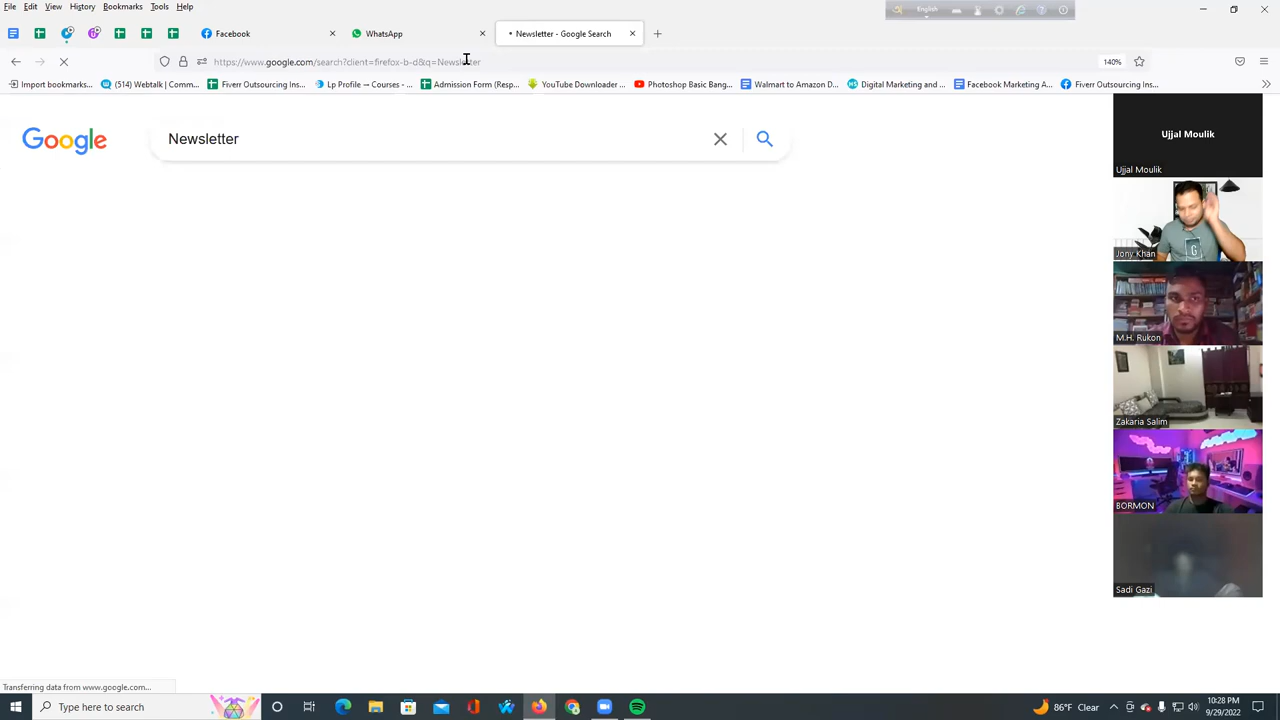 File Edit View History Bookmarks Tools Help
English
Facebook
WhatsApp
Newsletter - Google Search
https://www.google.com/search?client=firefox-b-d&q=Newsletter
140%
Import bookmarks...
(514) Webtalk | Comm...
Fiverr Outsourcing Ins...
Lp Profile — Courses - ...
Admission Form (Resp...
YouTube Downloader ...
Photoshop Basic Bang...
Walmart to Amazon D...
Digital Marketing and ...
Facebook Marketing A...
Fiverr Outsourcing Ins...
Google
Newsletter
Ujjal Moulik
Ujjal Moulik
Jony Khan
M.H. Rukon
Zakaria Salim
BORMON
Sadi Gazi
Transferring data from www.google.com...
Type here to search
86°F Clear
10:28 PM
9/29/2022